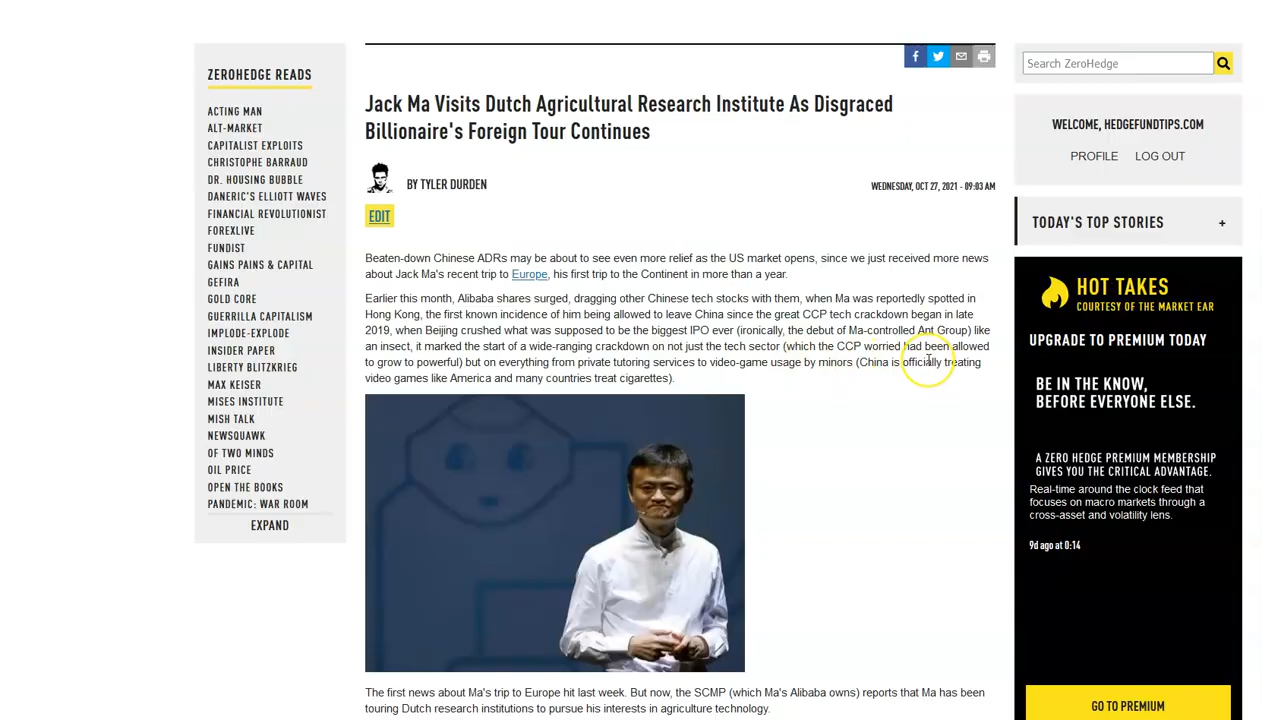 ZEROHEDGE READS
ACTING MAN
ALT-MARKET
CAPITALIST EXPLOITS
CHRISTOPHE BARRAUD
DR. HOUSING BUBBLE
DANERIC'S ELLIOTT WAVES
FINANCIAL REVOLUTIONIST
FOREXLIVE
FUNDIST
GAINS PAINS & CAPITAL
GEFIRA
GOLD CORE
GUERRILLA CAPITALISM
IMPLODE-EXPLODE
INSIDER PAPER
LIBERTY BLITZKRIEG
MAX KEISER
MISES INSTITUTE
MISH TALK
NEWSQUAWK
OF TWO MINDS
OIL PRICE
OPEN THE BOOKS
PANDEMIC: WAR ROOM
EXPAND
Jack Ma Visits Dutch Agricultural Research Institute As Disgraced
Billionaire's Foreign Tour Continues
BY TYLER DURDEN
WEDNESDAY, OCT 27, 2021 - 09:03 AM
EDIT
Beaten-down Chinese ADRs may be about to see even more relief as the US market opens, since we just received more news
about Jack Ma's recent trip to Europe, his first trip to the Continent in more than a year.
Earlier this month, Alibaba shares surged, dragging other Chinese tech stocks with them, when Ma was reportedly spotted in
Hong Kong, the first known incidence of him being allowed to leave China since the great CCP tech crackdown began in late
2019, when Beijing crushed what was supposed to be the biggest IPO ever (ironically, the debut of Ma-controlled Ant Group) like
an insect, it marked the start of a wide-ranging crackdown on not just the tech sector (which the CCP worried had been allowed
to grow to powerful) but on everything from private tutoring services to video-game usage by minors (China is officially treating
video games like America and many countries treat cigarettes).
The first news about Ma's trip to Europe hit last week. But now, the SCMP (which Ma's Alibaba owns) reports that Ma has been
touring Dutch research institutions to pursue his interests in agriculture technology.
Search ZeroHedge
WELCOME, HEDGEFUNDTIPS.COM
PROFILE LOG OUT
TODAY'S TOP STORIES +
HOT TAKES
COURTESY OF THE MARKET EAR
UPGRADE TO PREMIUM TODAY
BE IN THE KNOW,
BEFORE EVERYONE ELSE.
A ZERO HEDGE PREMIUM MEMBERSHIP
GIVES YOU THE CRITICAL ADVANTAGE.
Real-time around the clock feed that
focuses on macro markets through a
cross-asset and volatility lens.
9d ago at 0:14
GO TO PREMIUM